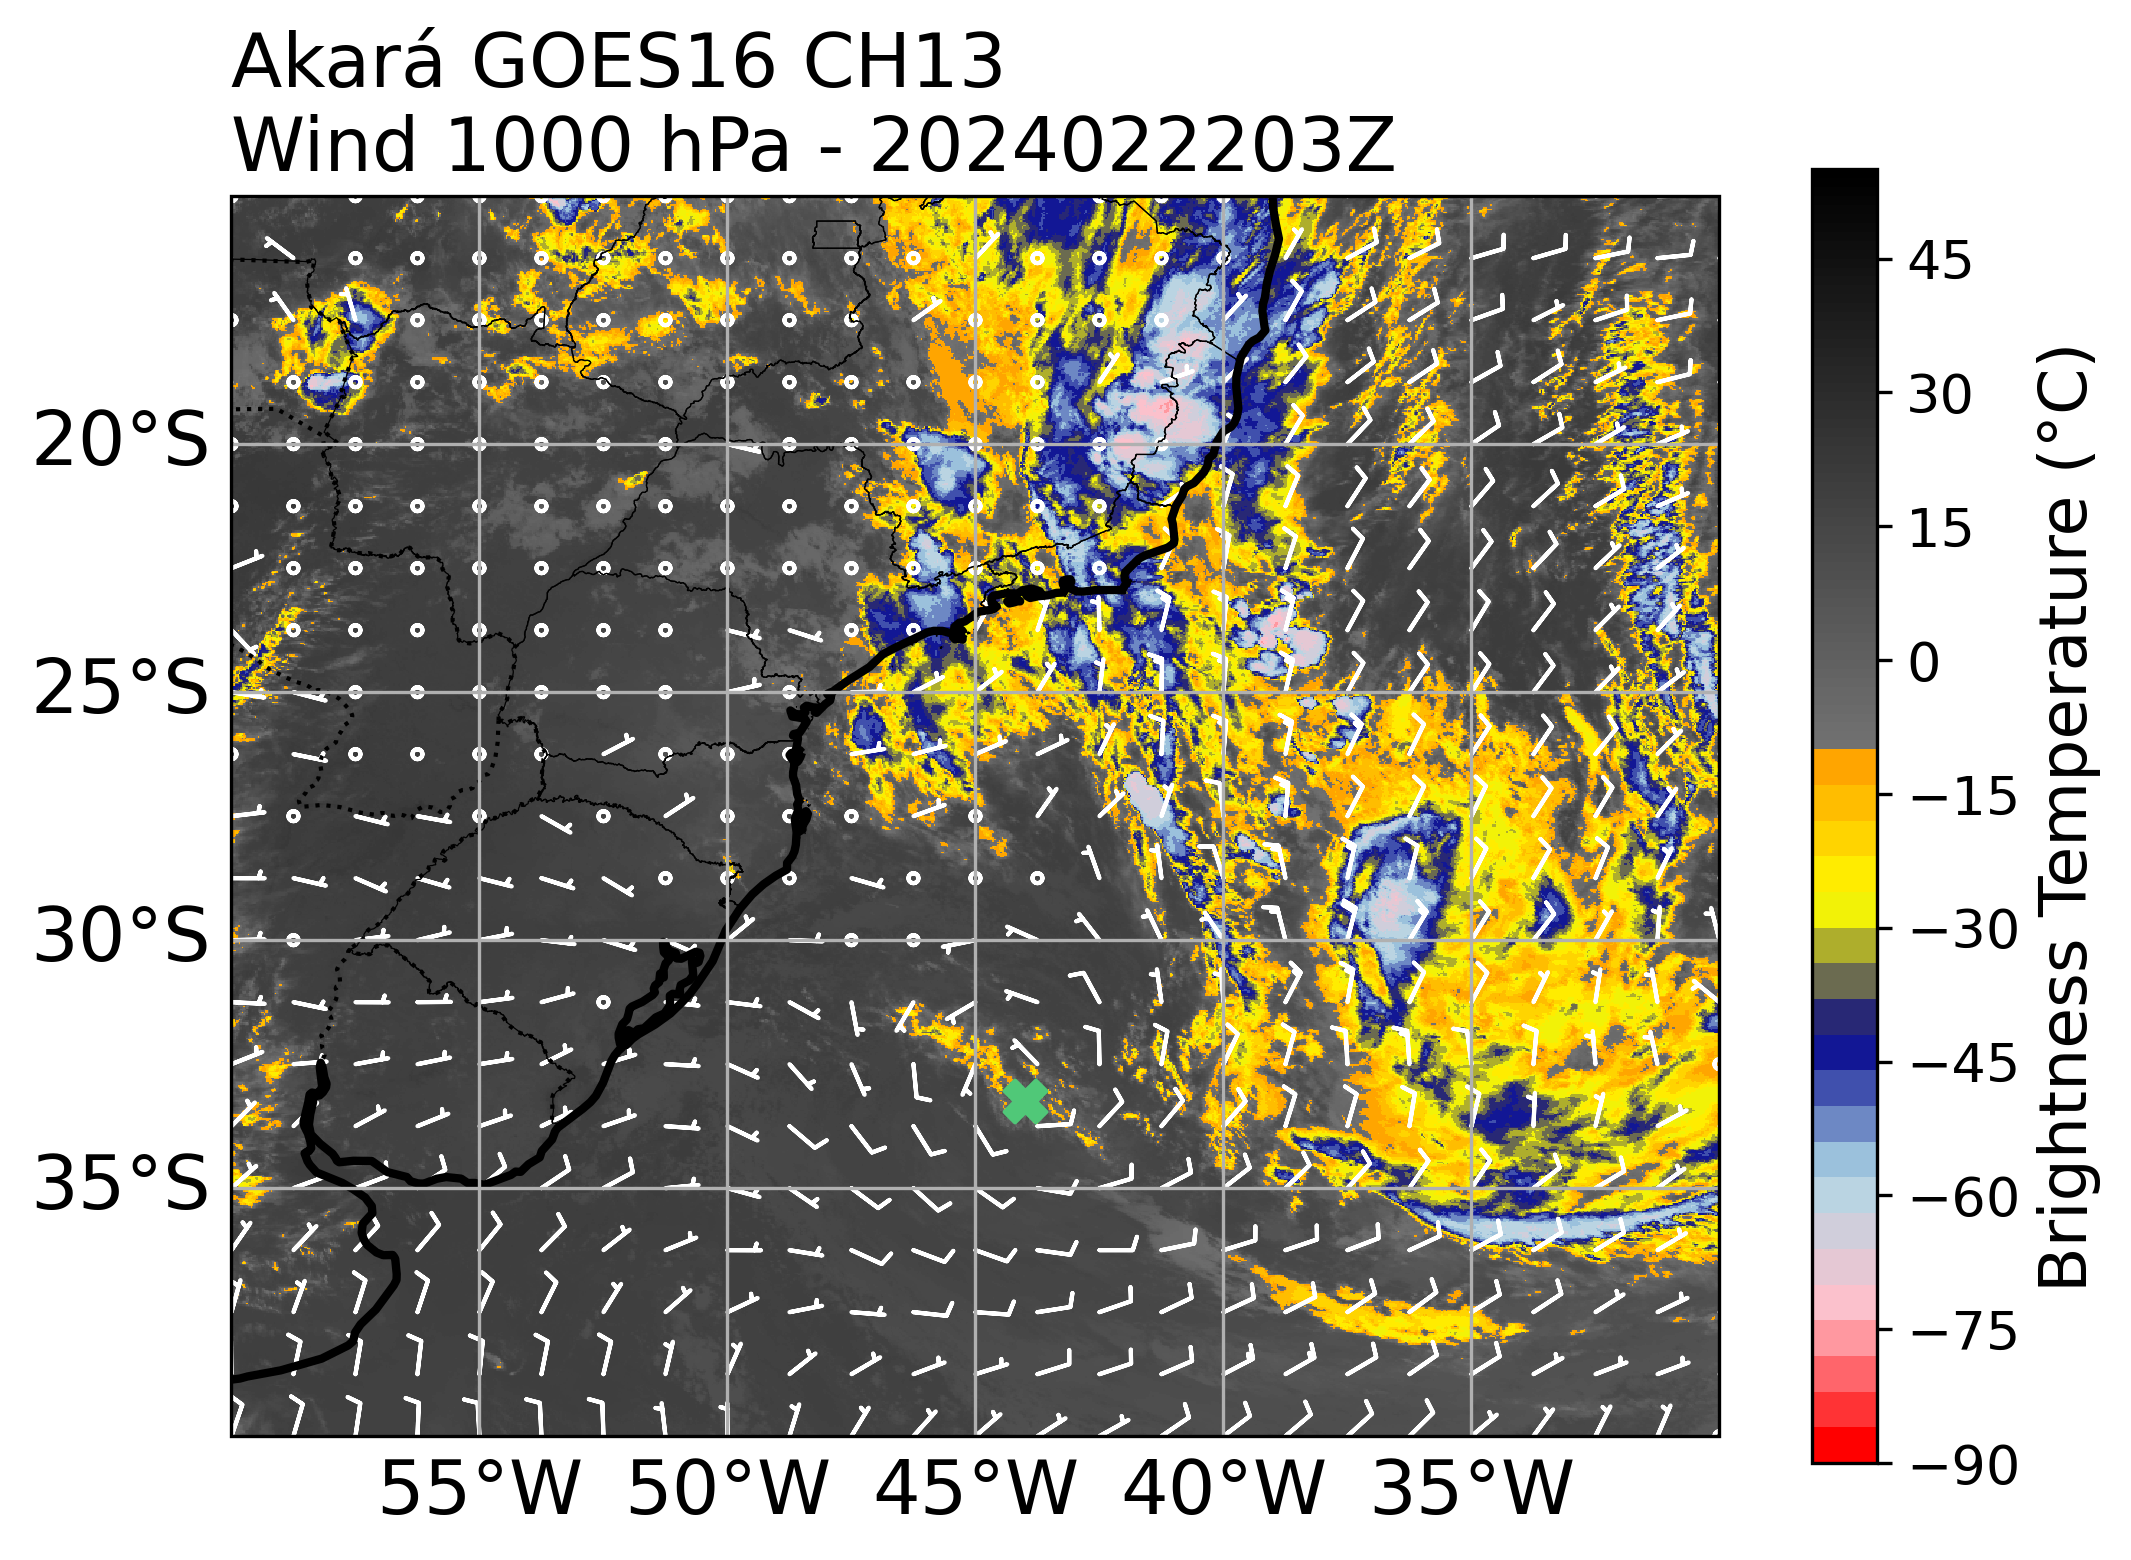 Akará GOES16 CH13
Wind 1000 hPa - 2024022203Z
20°S
25°S
30°S
35°S
55°W 50°W 45°W 40°W 35°W
45
30
15
0
−15
−30
−45
−60
−75
−90
Brightness Temperature (°C)